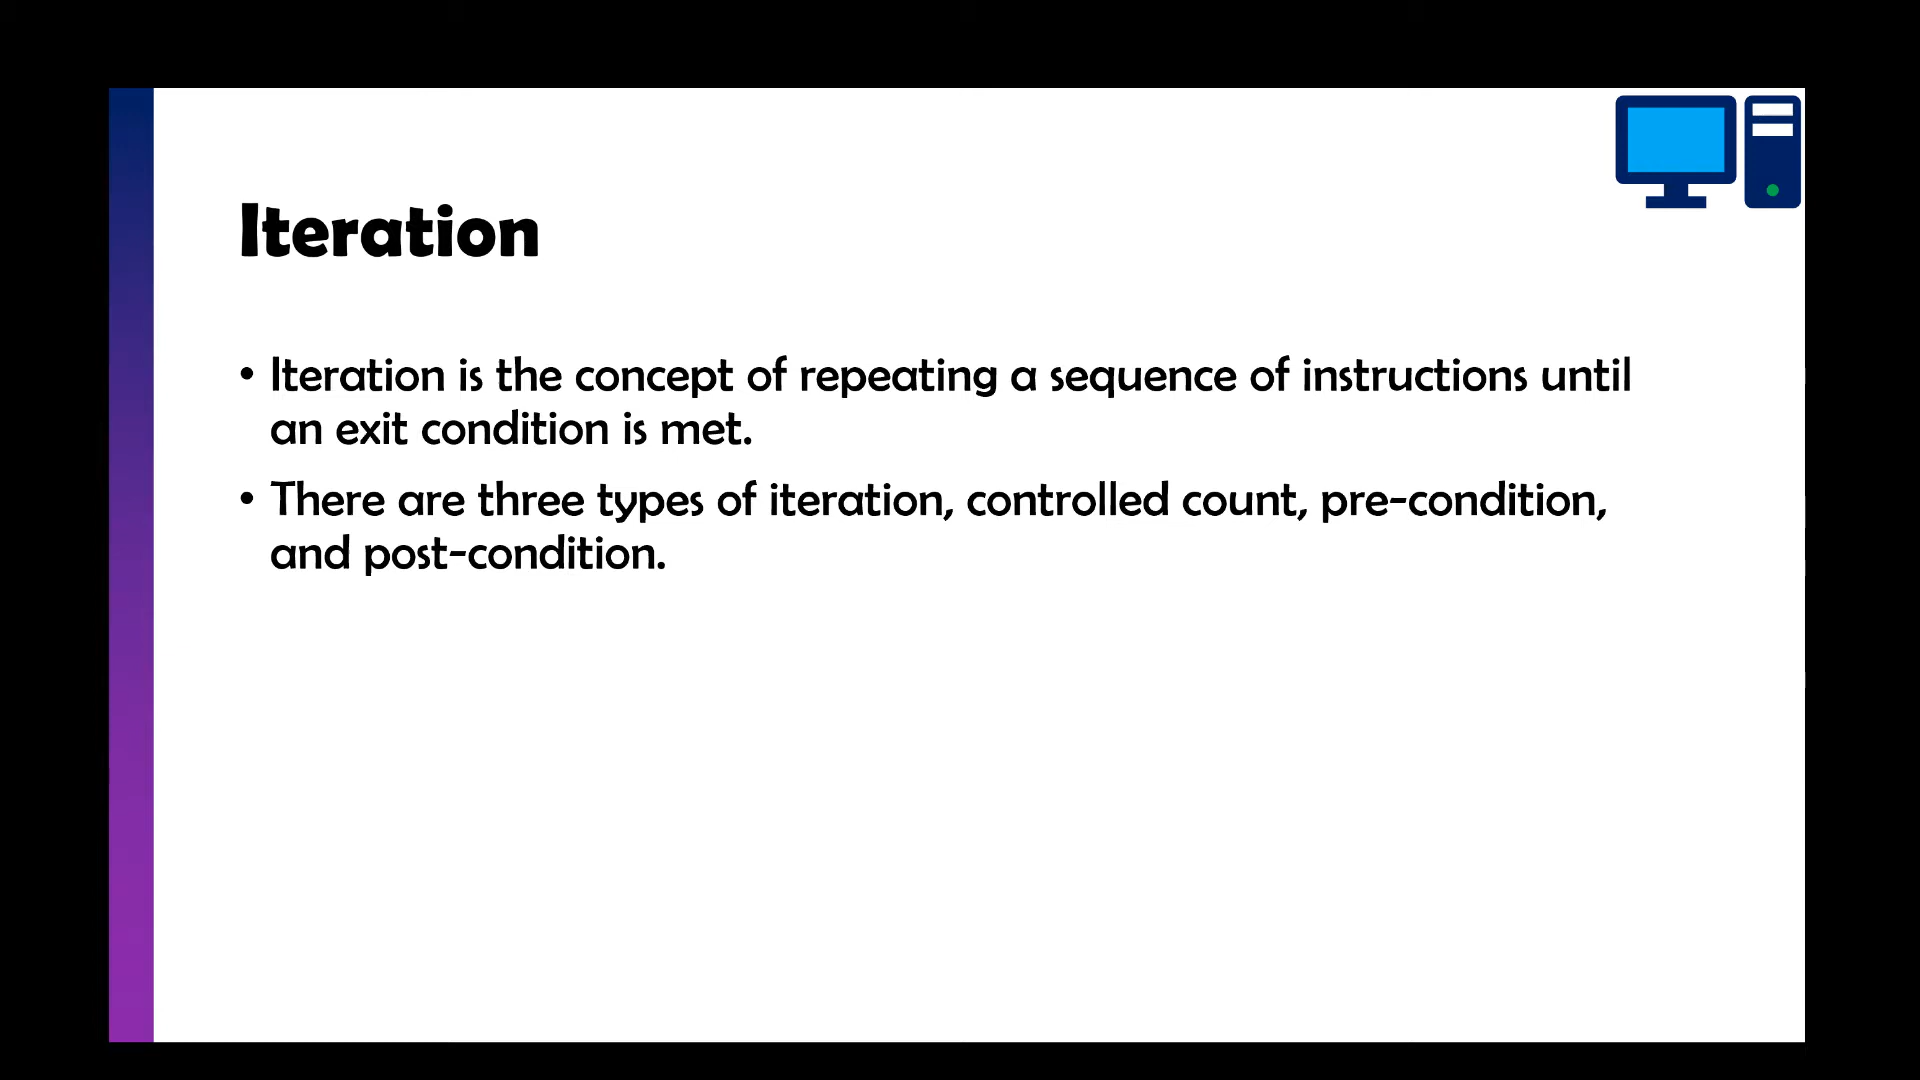 Iteration
• Iteration is the concept of repeating a sequence of instructions until
an exit condition is met.
• There are three types of iteration, controlled count, pre-condition,
and post-condition.